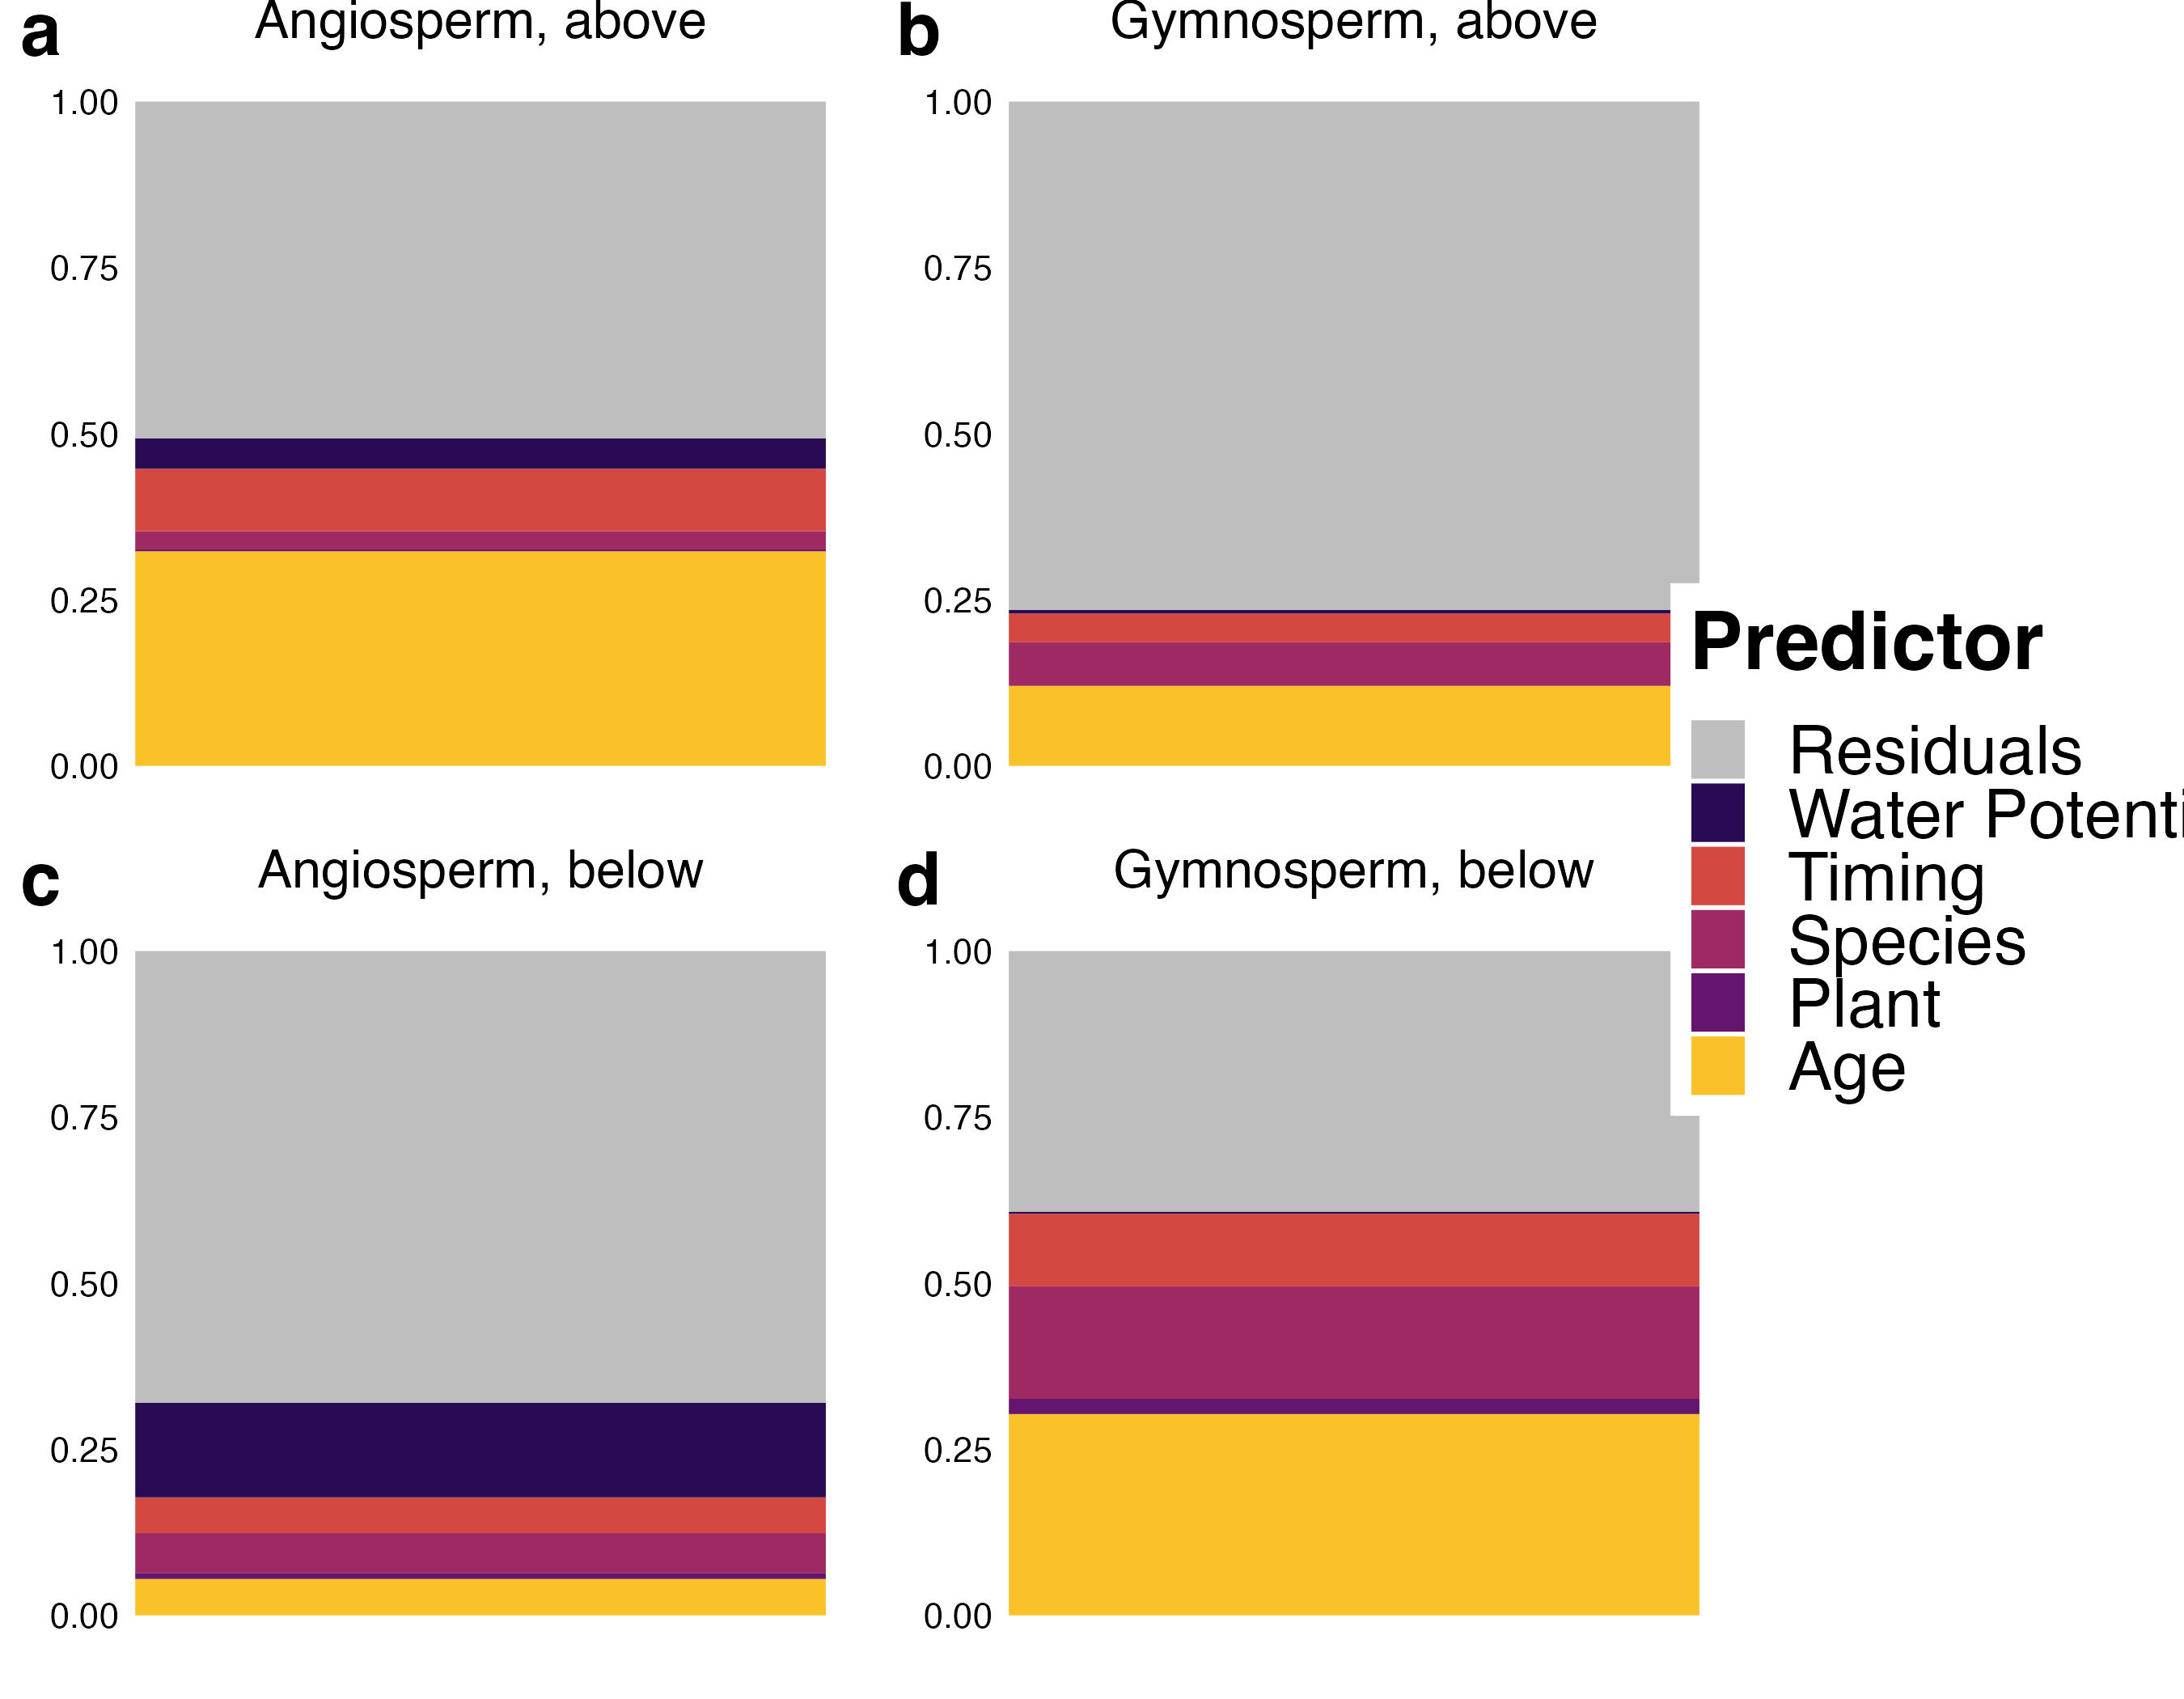 a Angiosperm, above
1.00
0.75
0.50
0.25
0.00
b Gymnosperm, above
1.00
0.75
0.50
0.25
0.00
c Angiosperm, below
1.00
0.75
0.50
0.25
0.00
d Gymnosperm, below
1.00
0.75
0.50
0.25
0.00
Predictor
Residuals
Water Potenti
Timing
Species
Plant
Age